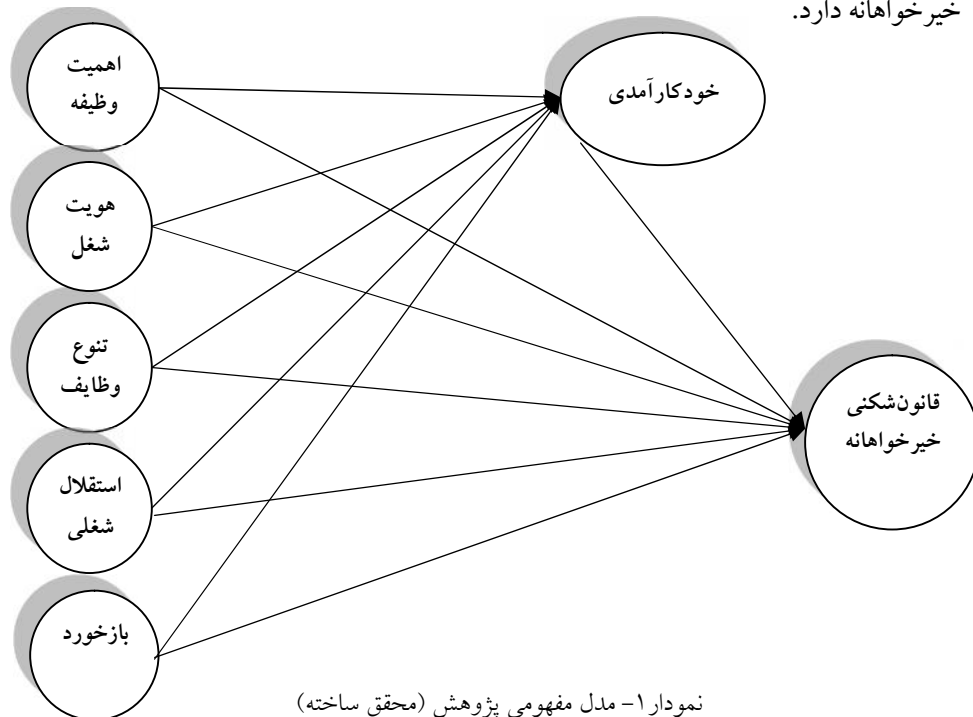 خیرخواهانه دارد.
اهمیت
وظیفه
خودکارآمدی
هویت
شغل
تنوع
وظایف
قانون‌شکنی
خیرخواهانه
استقلال
شغلی
بازخورد
نمودار۱- مدل مفهومی پژوهش (محقق ساخته)